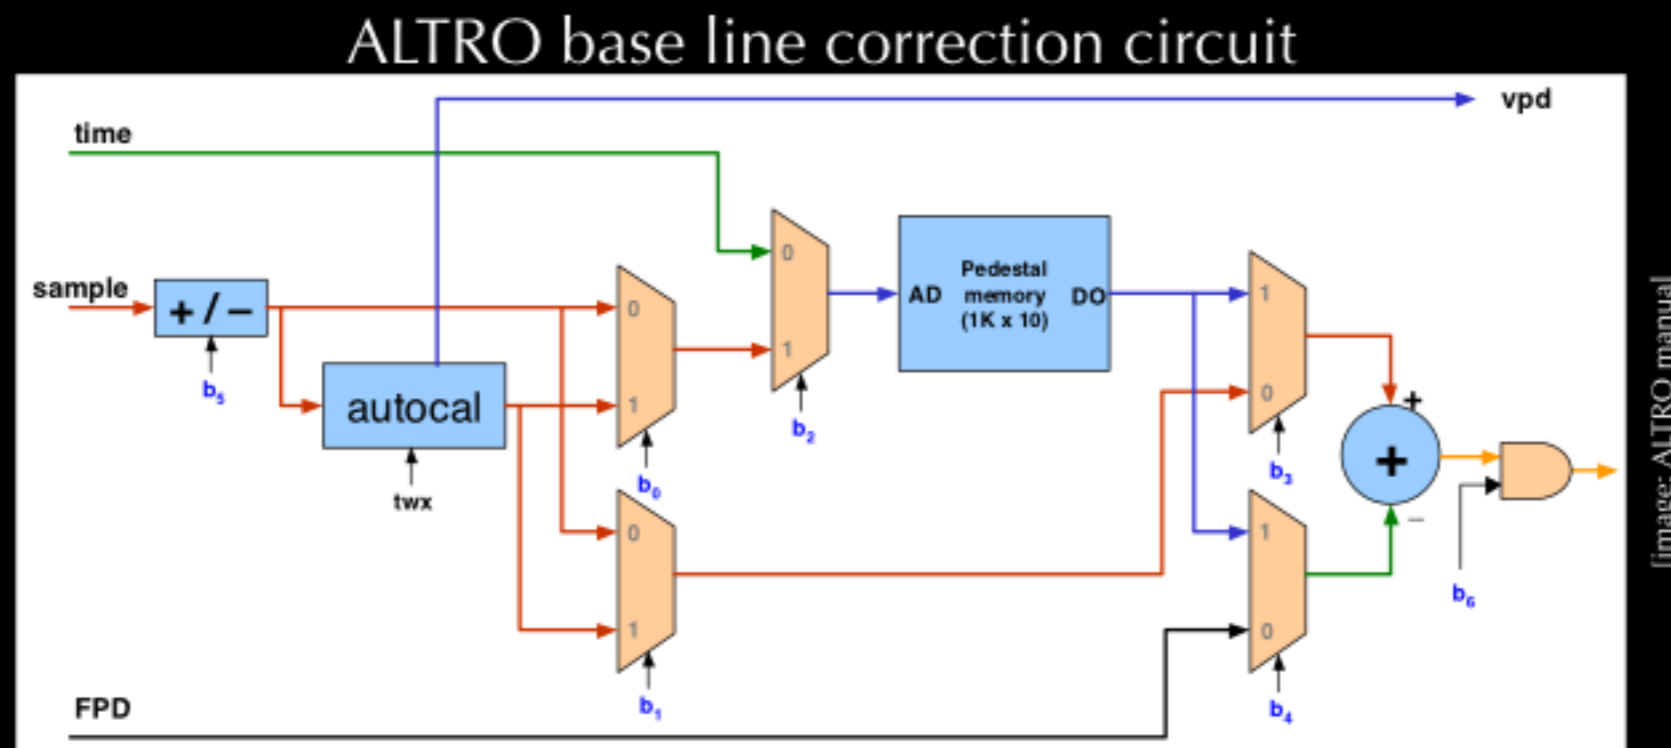 ALTRO base line correction circuit
vpd
time
0
sample
+ / −
0
1
AD
Pedestal
memory
(1K x 10)
DO
1
b₅
autocal
1
b₂
0
+
+
b₃
twx
b₀
0
1
−
b₆
1
0
b₁
b₄
FPD
[image: ALTRO manual]